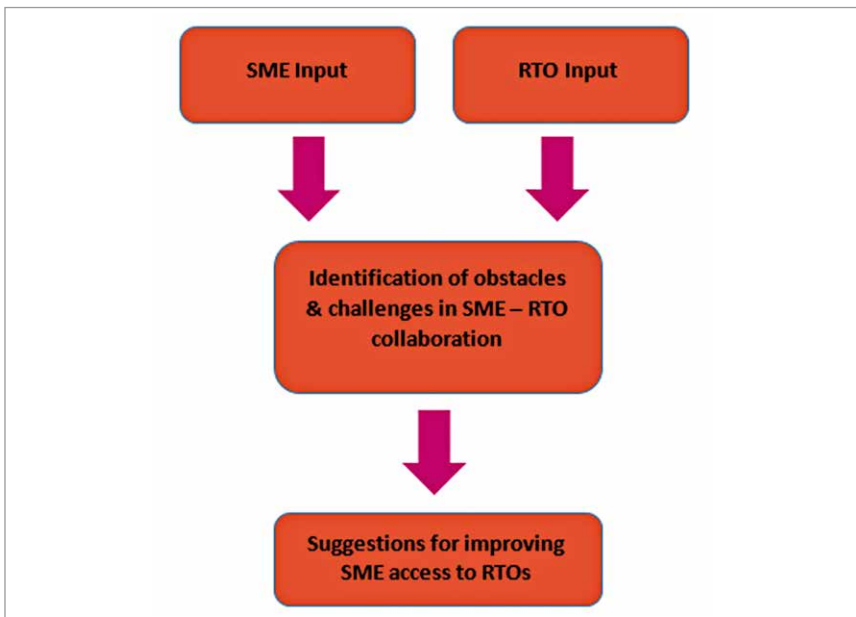 SME Input
RTO Input
Identification of obstacles
& challenges in SME – RTO
collaboration
Suggestions for improving
SME access to RTOs